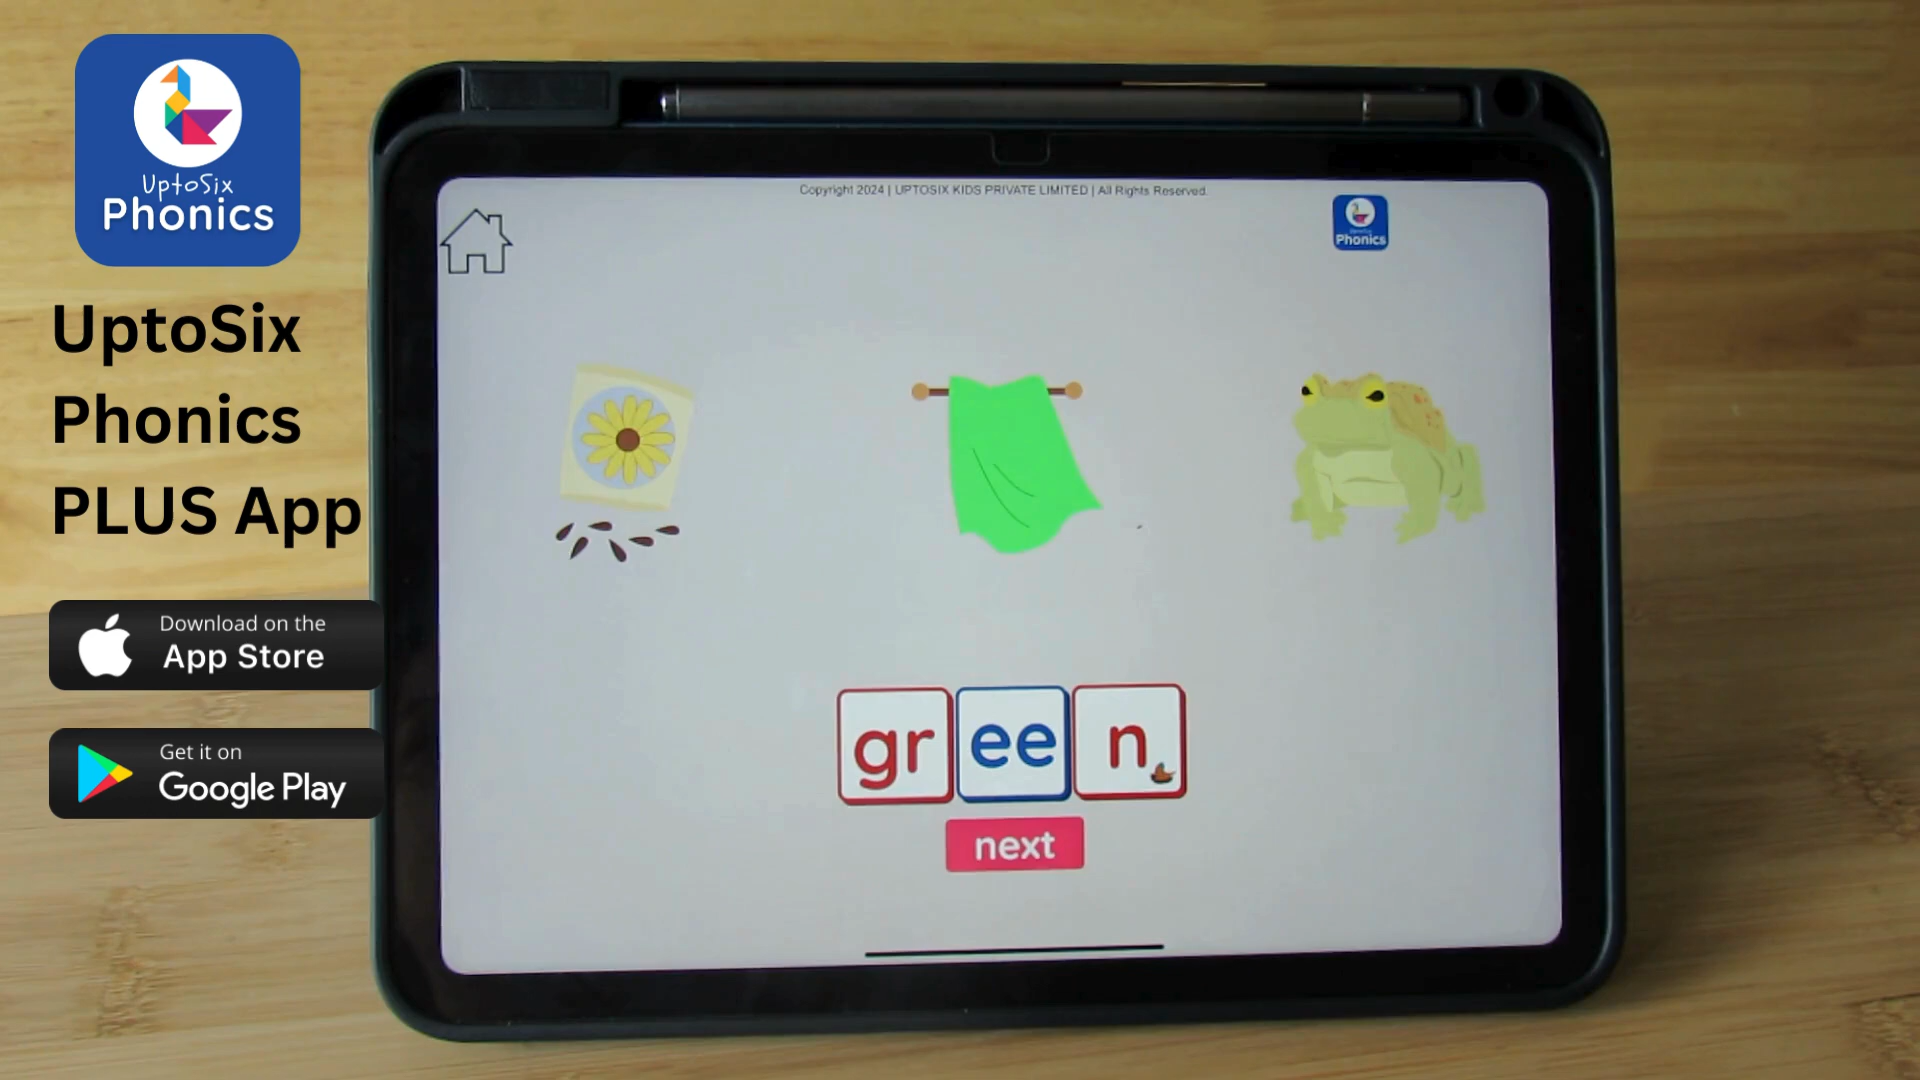 UptoSix
Phonics
UptoSix
Phonics
PLUS App
Download on the
App Store
Get it on
Google Play
Copyright 2024 | UPTOSIX KIDS PRIVATE LIMITED | All Rights Reserved.
Phonics
gr ee n
next